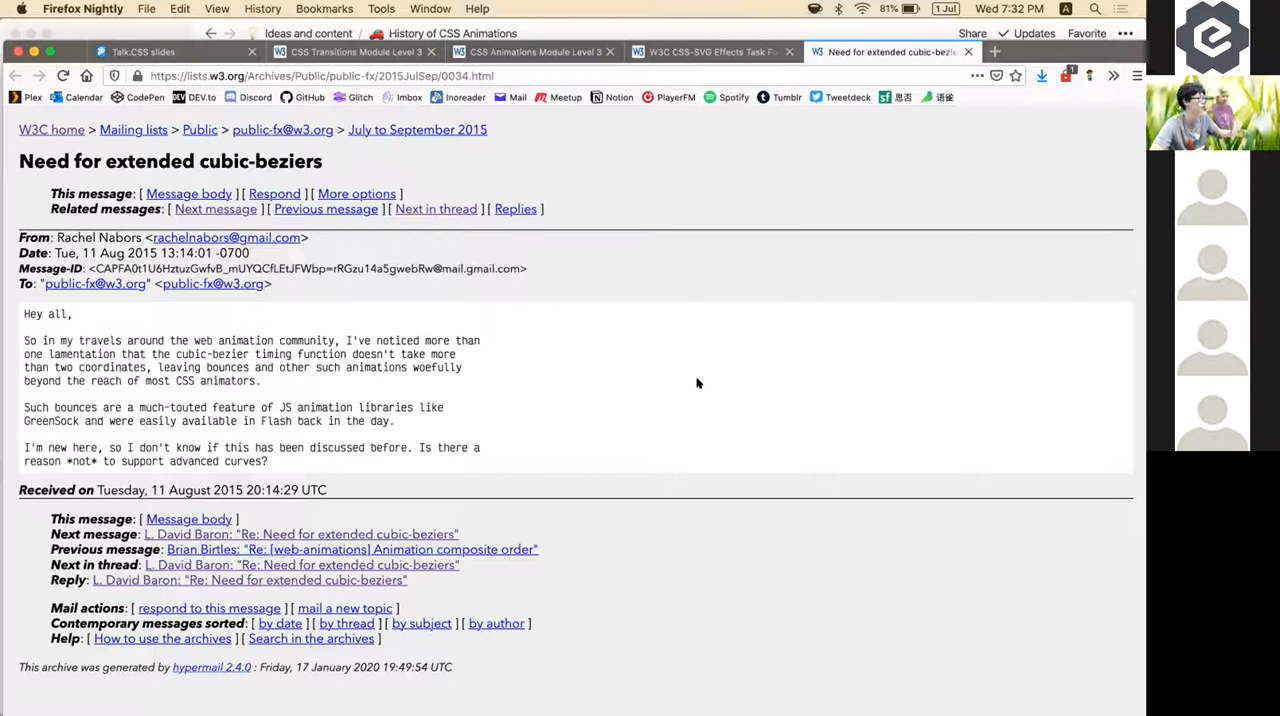 Firefox Nightly File Edit View History Bookmarks Tools Window Help 81% 1 Jul Wed 7:32 PM A
Ideas and content / History of CSS Animations Share Updates Favorite
Talk.CSS slides CSS Transitions Module Level 3 CSS Animations Module Level 3 W3C CSS-SVG Effects Task F Need for extended cubic-bezie
https://lists.w3.org/Archives/Public/public-fx/2015JulSep/0034.html 1
Plex Calendar CodePen DEV.to Discord GitHub Glitch Imbox Inoreader Mail Meetup Notion PlayerFM Spotify Tumblr Tweetdeck 思否 语雀
W3C home > Mailing lists > Public > public-fx@w3.org > July to September 2015
Need for extended cubic-beziers
This message: [ Message body ] [ Respond ] [ More options ]
Related messages: [ Next message ] [ Previous message ] [ Next in thread ] [ Replies ]
From: Rachel Nabors <rachelnabors@gmail.com>
Date: Tue, 11 Aug 2015 13:14:01 -0700
Message-ID: <CAPFA0t1U6HztuzGwfvB_mUYQCfLEtJFWbp=rRGzu14a5gwebRw@mail.gmail.com>
To: "public-fx@w3.org" <public-fx@w3.org>
Hey all,
So in my travels around the web animation community, I've noticed more than
one lamentation that the cubic-bezier timing function doesn't take more
than two coordinates, leaving bounces and other such animations woefully
beyond the reach of most CSS animators.
Such bounces are a much-touted feature of JS animation libraries like
GreenSock and were easily available in Flash back in the day.
I'm new here, so I don't know if this has been discussed before. Is there a
reason *not* to support advanced curves?
Received on Tuesday, 11 August 2015 20:14:29 UTC
This message: [ Message body ]
Next message: L. David Baron: "Re: Need for extended cubic-beziers"
Previous message: Brian Birtles: "Re: [web-animations] Animation composite order"
Next in thread: L. David Baron: "Re: Need for extended cubic-beziers"
Reply: L. David Baron: "Re: Need for extended cubic-beziers"
Mail actions: [ respond to this message ] [ mail a new topic ]
Contemporary messages sorted: [ by date ] [ by thread ] [ by subject ] [ by author ]
Help: [ How to use the archives ] [ Search in the archives ]
This archive was generated by hypermail 2.4.0 : Friday, 17 January 2020 19:49:54 UTC